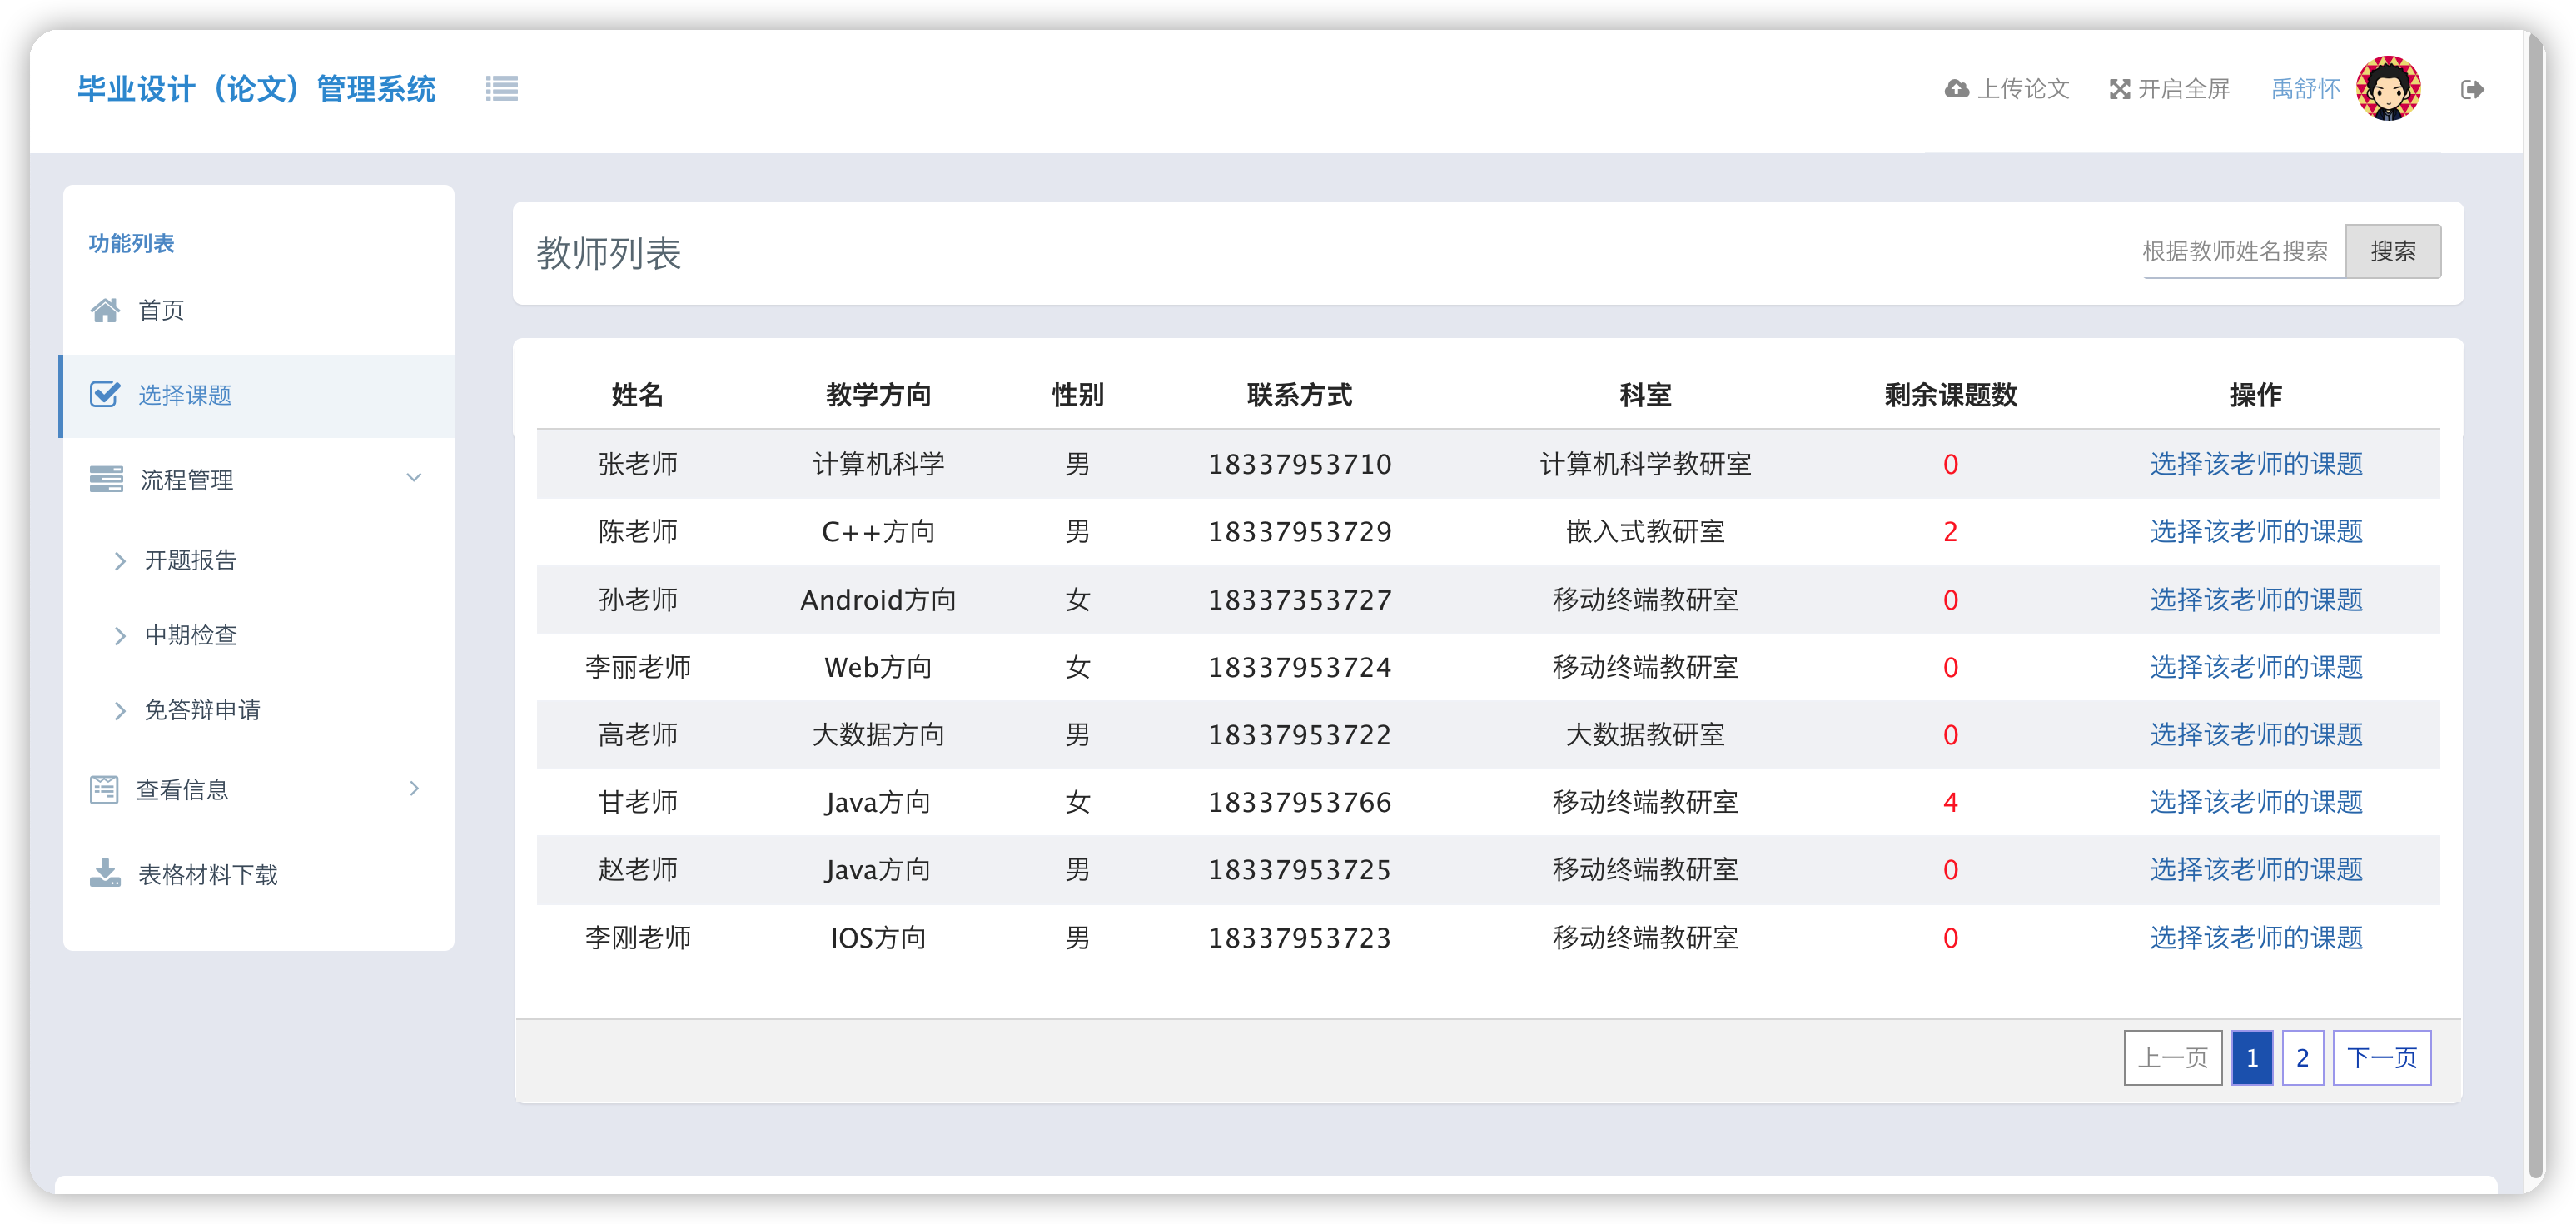 毕业设计（论文）管理系统
上传论文 开启全屏 禹舒怀
功能列表
首页
选择课题
流程管理
开题报告
中期检查
免答辩申请
查看信息
表格材料下载
教师列表 根据教师姓名搜索 搜索
姓名 教学方向 性别 联系方式 科室 剩余课题数 操作
张老师 计算机科学 男 18337953710 计算机科学教研室 0 选择该老师的课题
陈老师 C++方向 男 18337953729 嵌入式教研室 2 选择该老师的课题
孙老师 Android方向 女 18337353727 移动终端教研室 0 选择该老师的课题
李丽老师 Web方向 女 18337953724 移动终端教研室 0 选择该老师的课题
高老师 大数据方向 男 18337953722 大数据教研室 0 选择该老师的课题
甘老师 Java方向 女 18337953766 移动终端教研室 4 选择该老师的课题
赵老师 Java方向 男 18337953725 移动终端教研室 0 选择该老师的课题
李刚老师 IOS方向 男 18337953723 移动终端教研室 0 选择该老师的课题
上一页 1 2 下一页